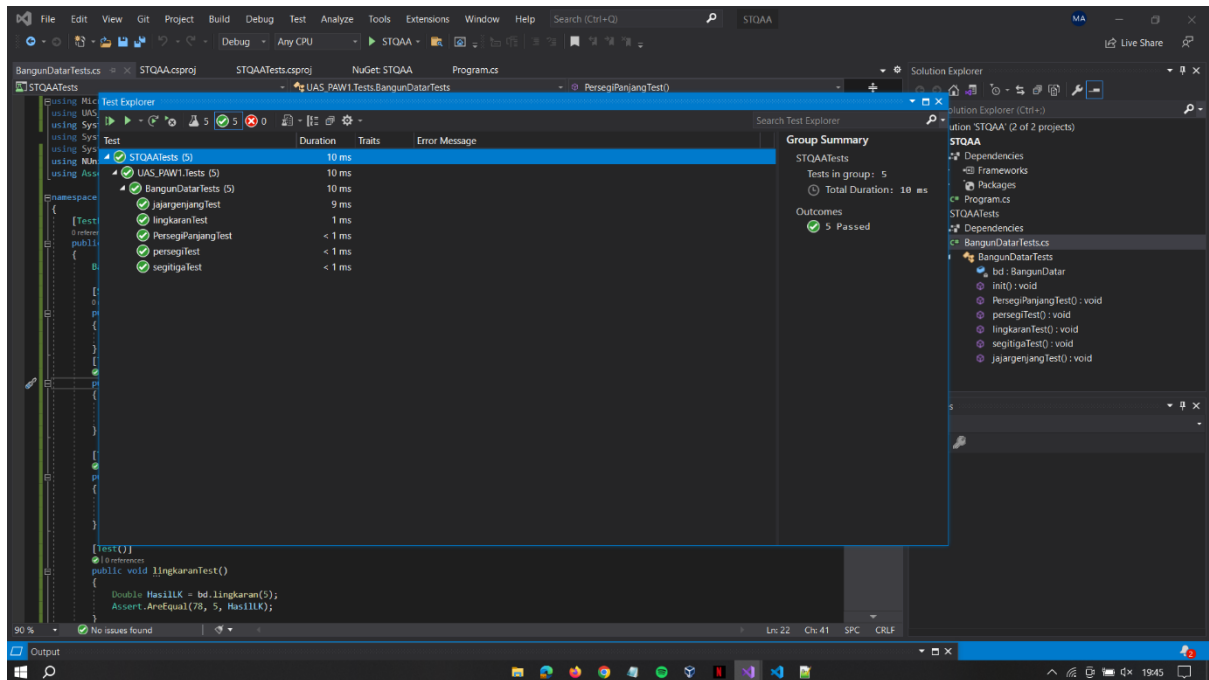 File Edit View Git Project Build Debug Test Analyze Tools Extensions Window Help Search (Ctrl+Q) STQAA MA
Debug Any CPU STQAA Live Share
BangunDatarTests.cs STQAA.csproj STQAATests.csproj NuGet: STQAA Program.cs
STQAATests UAS_PAW1.Tests.BangunDatarTests PersegiPanjangTest()
Test Explorer
5 5 0 Search Test Explorer
Test Duration Traits Error Message
STQAATests (5) 10 ms
UAS_PAW1.Tests (5) 10 ms
BangunDatarTests (5) 10 ms
jajargenjangTest 9 ms
lingkaranTest 1 ms
PersegiPanjangTest < 1 ms
persegiTest < 1 ms
segitigaTest < 1 ms
Group Summary
STQAATests
Tests in group: 5
Total Duration: 10 ms
Outcomes
5 Passed
using Mic
using UAS
using Sys
using Sys
using Sys
using NUn
using Ass
namespace
{
[Test
0 referen
publi
{
[Test()]
0 references
public void lingkaranTest()
{
Double HasilLK = bd.lingkaran(5);
Assert.AreEqual(78, 5, HasilLK);
}
90 % No issues found Ln: 22 Ch: 41 SPC CRLF
Solution Explorer
olution Explorer (Ctrl+;)
ution 'STQAA' (2 of 2 projects)
STQAA
Dependencies
Frameworks
Packages
C# Program.cs
STQAATests
Dependencies
C# BangunDatarTests.cs
BangunDatarTests
bd : BangunDatar
init() : void
PersegiPanjangTest() : void
persegiTest() : void
lingkaranTest() : void
segitigaTest() : void
jajargenjangTest() : void
Output
2
19:45